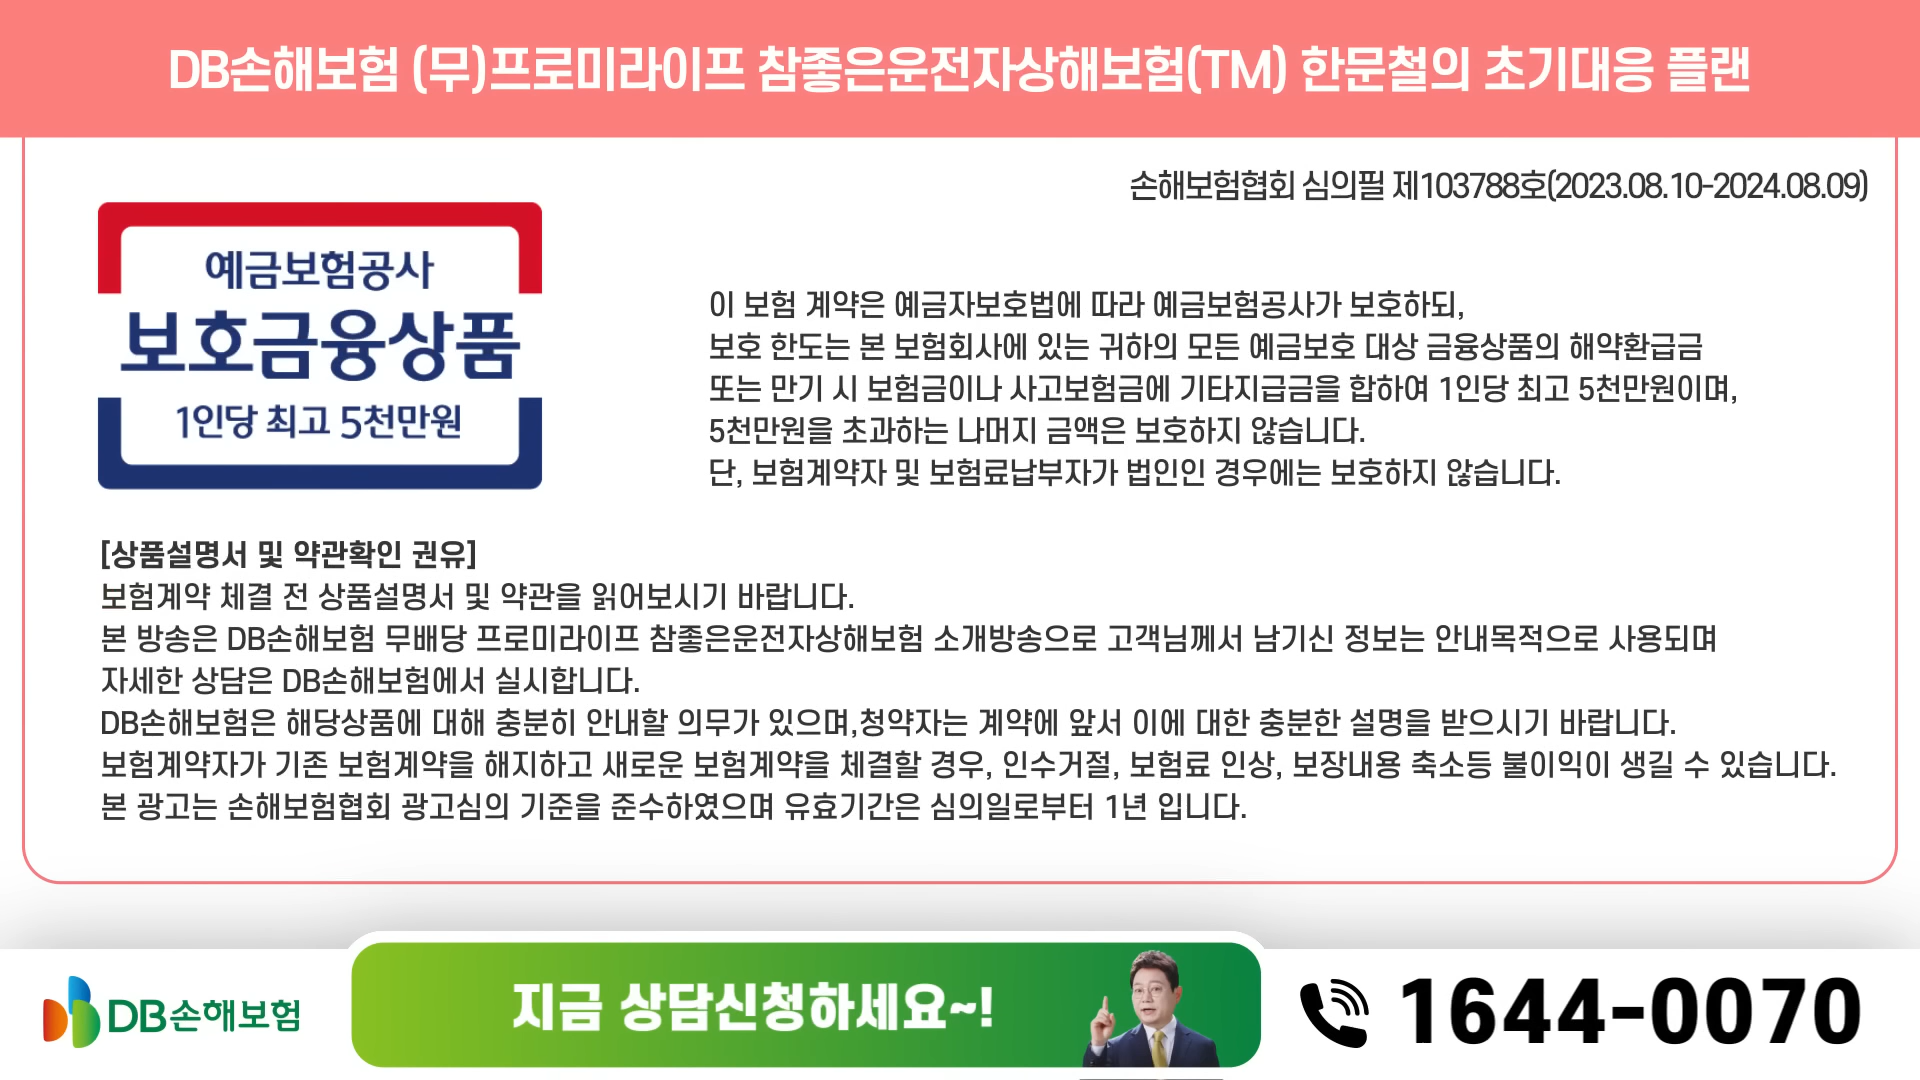 DB손해보험 (무)프로미라이프 참좋은운전자상해보험(TM) 한문철의 초기대응 플랜
손해보험협회 심의필 제103788호(2023.08.10-2024.08.09)
예금보험공사
보호금융상품
1인당 최고 5천만원
이 보험 계약은 예금자보호법에 따라 예금보험공사가 보호하되,
보호 한도는 본 보험회사에 있는 귀하의 모든 예금보호 대상 금융상품의 해약환급금
또는 만기 시 보험금이나 사고보험금에 기타지급금을 합하여 1인당 최고 5천만원이며,
5천만원을 초과하는 나머지 금액은 보호하지 않습니다.
단, 보험계약자 및 보험료납부자가 법인인 경우에는 보호하지 않습니다.
[상품설명서 및 약관확인 권유]
보험계약 체결 전 상품설명서 및 약관을 읽어보시기 바랍니다.
본 방송은 DB손해보험 무배당 프로미라이프 참좋은운전자상해보험 소개방송으로 고객님께서 남기신 정보는 안내목적으로 사용되며
자세한 상담은 DB손해보험에서 실시합니다.
DB손해보험은 해당상품에 대해 충분히 안내할 의무가 있으며,청약자는 계약에 앞서 이에 대한 충분한 설명을 받으시기 바랍니다.
보험계약자가 기존 보험계약을 해지하고 새로운 보험계약을 체결할 경우, 인수거절, 보험료 인상, 보장내용 축소등 불이익이 생길 수 있습니다.
본 광고는 손해보험협회 광고심의 기준을 준수하였으며 유효기간은 심의일로부터 1년 입니다.
DB손해보험
지금 상담신청하세요~!
1644-0070